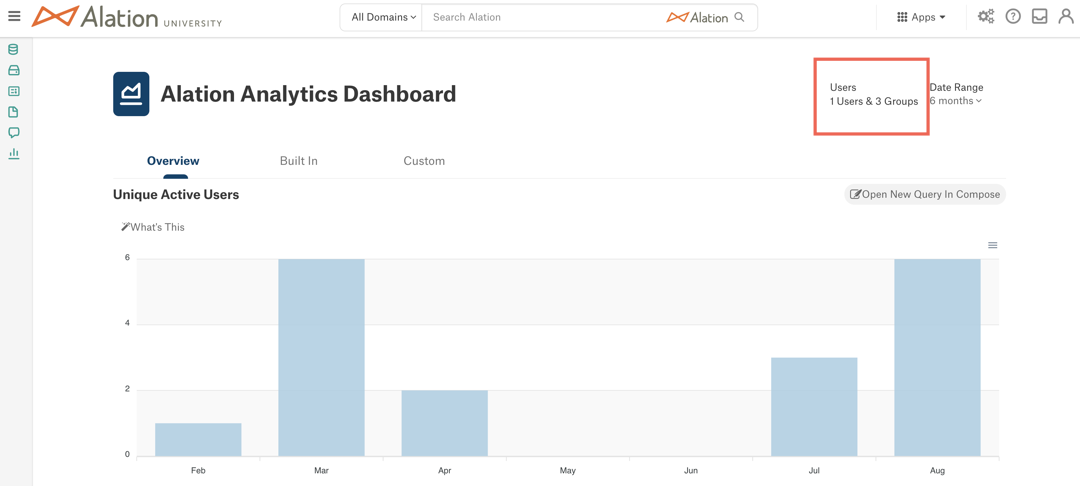 Alation UNIVERSITY
All Domains
Search Alation
Alation
Apps
Alation Analytics Dashboard
Users
1 Users & 3 Groups
Date Range
6 months
Overview
Built In
Custom
Unique Active Users
Open New Query In Compose
What's This
6
4
2
0
Feb
Mar
Apr
May
Jun
Jul
Aug